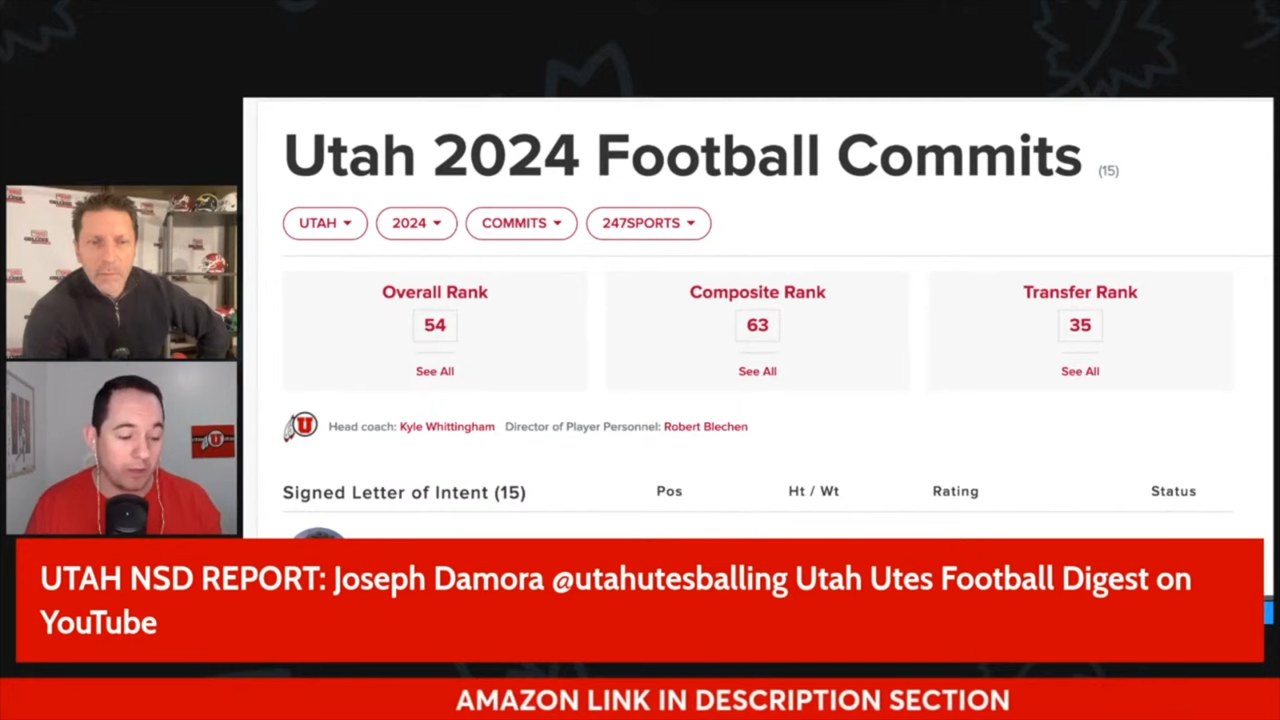 Utah 2024 Football Commits (15)
UTAH 2024 COMMITS 247SPORTS
Overall Rank Composite Rank Transfer Rank
54 63 35
See All See All See All
Head coach: Kyle Whittingham Director of Player Personnel: Robert Blechen
Signed Letter of Intent (15) Pos Ht / Wt Rating Status
UTAH NSD REPORT: Joseph Damora @utahutesballing Utah Utes Football Digest on
YouTube
AMAZON LINK IN DESCRIPTION SECTION